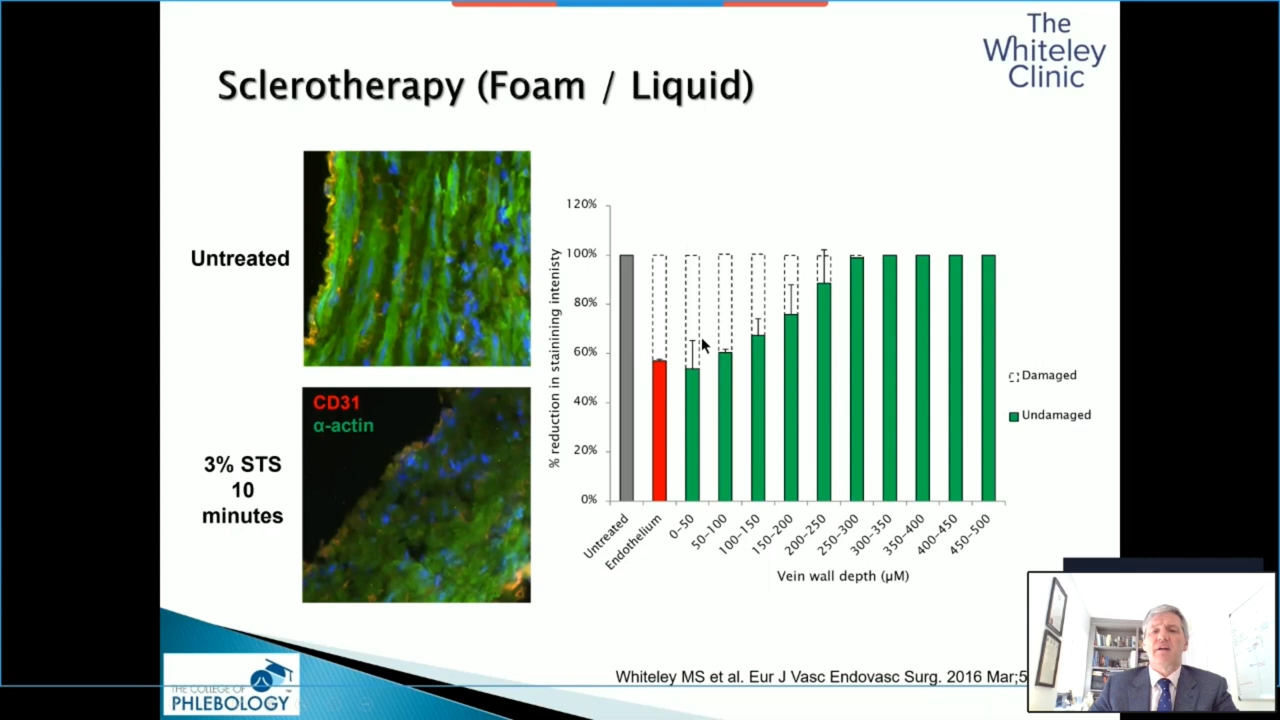 The
Whiteley
Clinic
Sclerotherapy (Foam / Liquid)
Untreated
CD31
α-actin
3% STS
10
minutes
120%
100%
80%
60%
40%
20%
0%
% reduction in stainining intenisty
Untreated
Endothelium
0-50
50-100
100-150
150-200
200-250
250-300
300-350
350-400
400-450
450-500
Vein wall depth (µM)
Damaged
Undamaged
Whiteley MS et al. Eur J Vasc Endovasc Surg. 2016 Mar;5
THE COLLEGE OF
PHLEBOLOGY